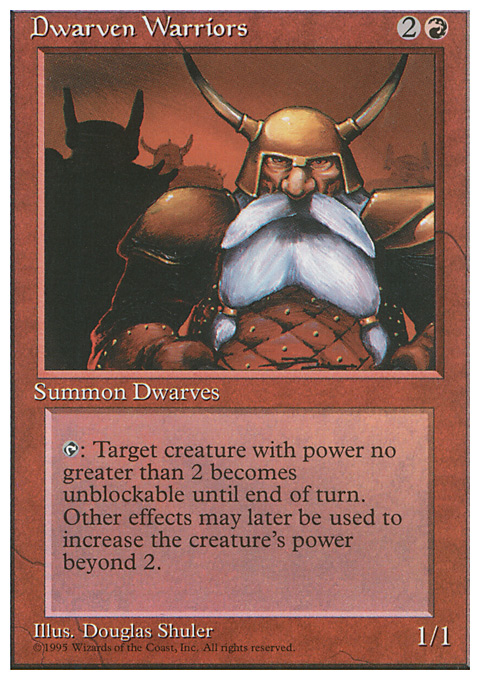 Dwarven Warriors 2
Summon Dwarves
: Target creature with power no
greater than 2 becomes
unblockable until end of turn.
Other effects may later be used to
increase the creature's power
beyond 2.
Illus. Douglas Shuler
©1995 Wizards of the Coast, Inc. All rights reserved.
1/1